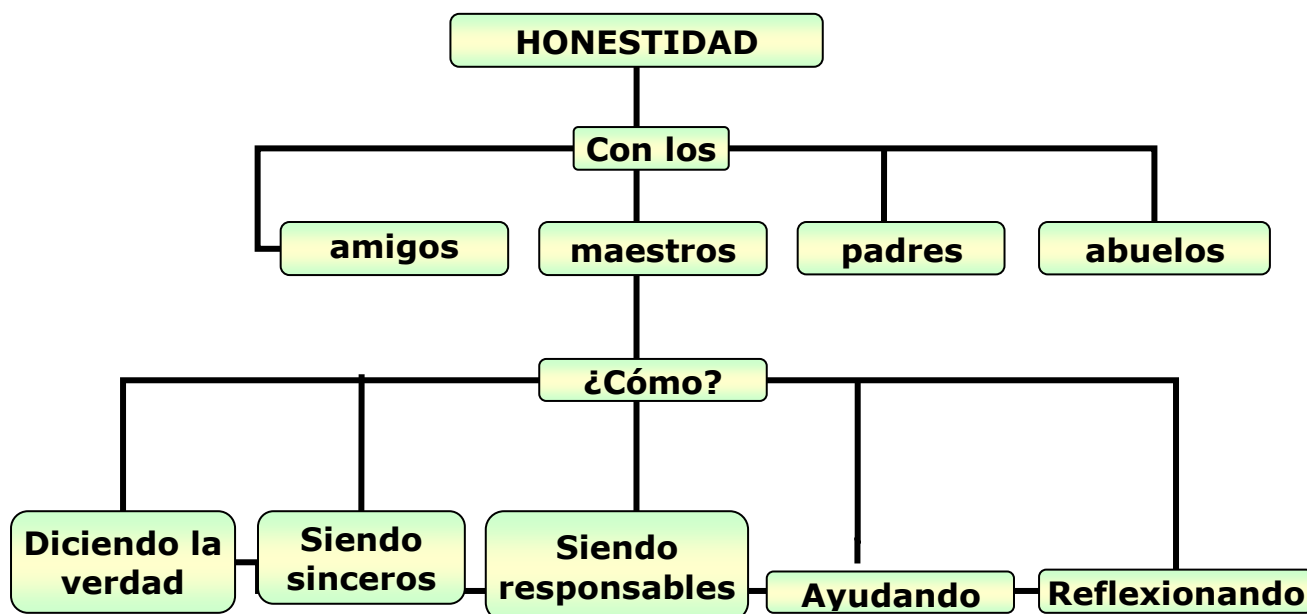 HONESTIDAD
Con los
amigos
maestros
padres
abuelos
¿Cómo?
Diciendo la
verdad
Siendo
sinceros
Siendo
responsables
Ayudando
Reflexionando